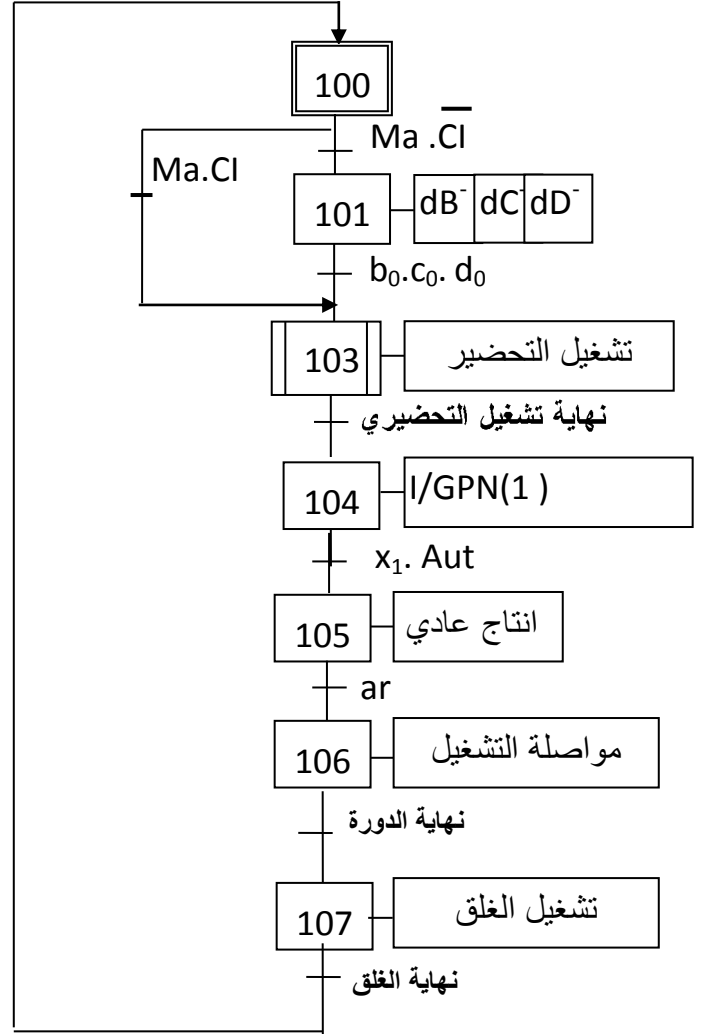 100
Ma .C̅I̅
Ma.CI
101 dB⁻ dC⁻ dD⁻
b₀.c₀. d₀
103 تشغيل التحضير
نهاية تشغيل التحضيري
104 I/GPN(1 )
x₁. Aut
105 انتاج عادي
ar
106 مواصلة التشغيل
نهاية الدورة
107 تشغيل الغلق
نهاية الغلق